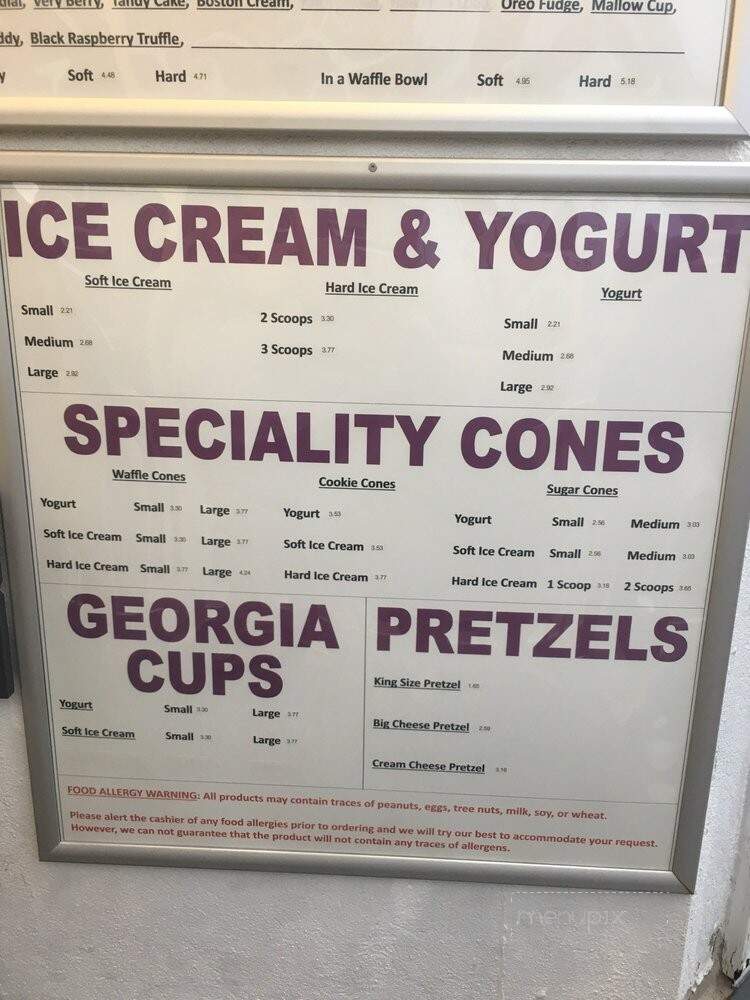 Very Berry, Tandy Cake, Boston Cream, Oreo Fudge, Mallow Cup,
Black Raspberry Truffle,
Soft 4.48 Hard 4.71 In a Waffle Bowl Soft 4.95 Hard 5.18
ICE CREAM & YOGURT
Soft Ice Cream Hard Ice Cream Yogurt
Small 2.21 2 Scoops 3.30 Small 2.21
Medium 2.68 3 Scoops 3.77 Medium 2.68
Large 2.92 Large 2.92
SPECIALITY CONES
Waffle Cones Cookie Cones Sugar Cones
Yogurt Small 3.30 Large 3.77 Yogurt 3.53 Yogurt Small 2.56 Medium 3.03
Soft Ice Cream Small 3.30 Large 3.77 Soft Ice Cream 3.53 Soft Ice Cream Small 2.56 Medium 3.03
Hard Ice Cream Small 3.77 Large 4.24 Hard Ice Cream 3.77 Hard Ice Cream 1 Scoop 3.18 2 Scoops 3.65
GEORGIA
CUPS
Yogurt Small 3.30 Large 3.77
Soft Ice Cream Small 3.30 Large 3.77
PRETZELS
King Size Pretzel 1.65
Big Cheese Pretzel 2.59
Cream Cheese Pretzel 3.18
FOOD ALLERGY WARNING: All products may contain traces of peanuts, eggs, tree nuts, milk, soy, or wheat.
Please alert the cashier of any food allergies prior to ordering and we will try our best to accommodate your request.
However, we can not guarantee that the product will not contain any traces of allergens.
menupix